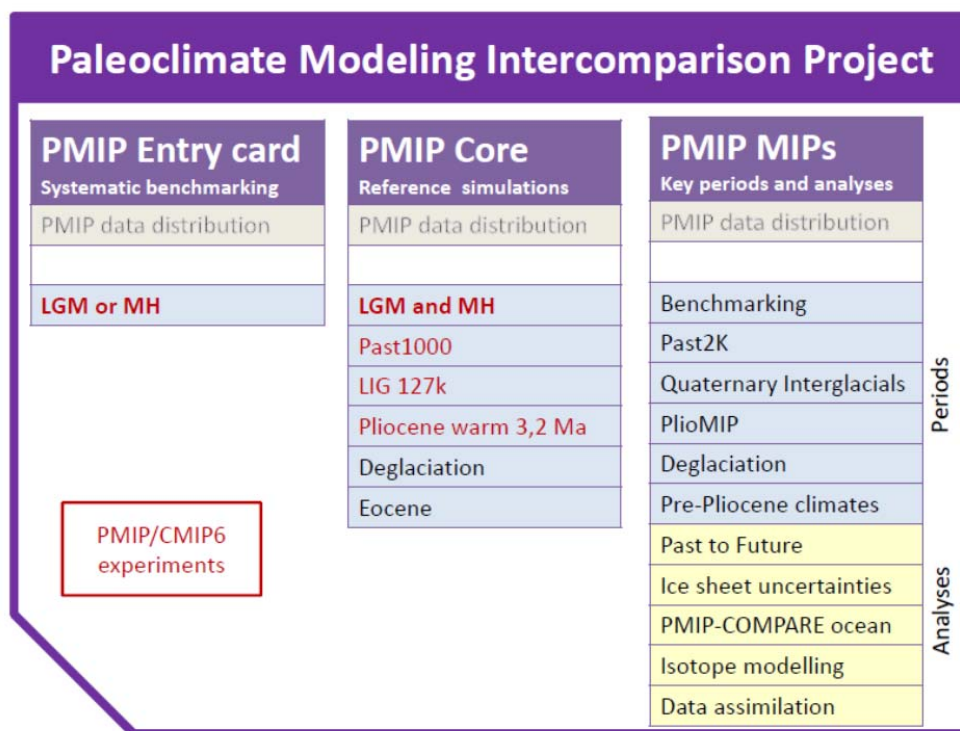 Paleoclimate Modeling Intercomparison Project
PMIP Entry card
Systematic benchmarking
PMIP data distribution
LGM or MH
PMIP/CMIP6
experiments
PMIP Core
Reference simulations
PMIP data distribution
LGM and MH
Past1000
LIG 127k
Pliocene warm 3,2 Ma
Deglaciation
Eocene
PMIP MIPs
Key periods and analyses
PMIP data distribution
Benchmarking
Past2K
Quaternary Interglacials
PlioMIP
Deglaciation
Pre-Pliocene climates
Past to Future
Ice sheet uncertainties
PMIP-COMPARE ocean
Isotope modelling
Data assimilation
Periods
Analyses